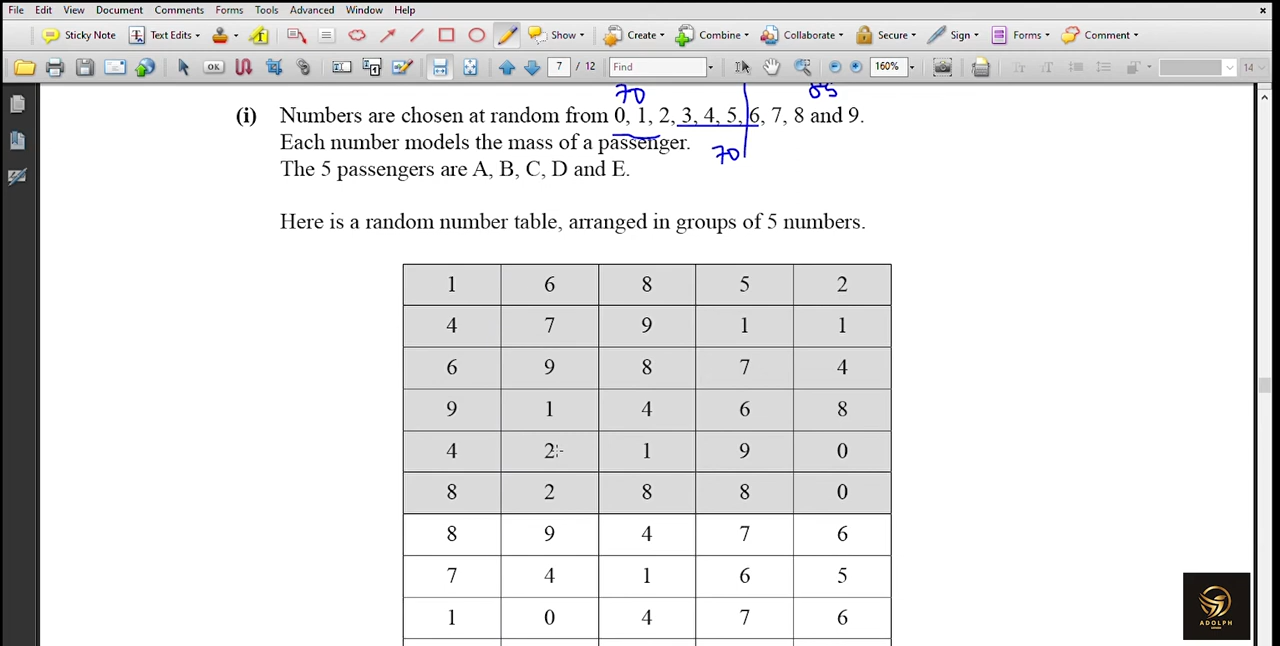 File Edit View Document Comments Forms Tools Advanced Window Help ×
Sticky Note Text Edits Show Create Combine Collaborate Secure Sign Forms Comment
OK 7 / 12 Find 160% Tr T 14
70 85
(i) Numbers are chosen at random from 0, 1, 2, 3, 4, 5, 6, 7, 8 and 9.
Each number models the mass of a passenger.
70
The 5 passengers are A, B, C, D and E.
Here is a random number table, arranged in groups of 5 numbers.
1 6 8 5 2
4 7 9 1 1
6 9 8 7 4
9 1 4 6 8
4 2 1 9 0
8 2 8 8 0
8 9 4 7 6
7 4 1 6 5
1 0 4 7 6
ADOLPH